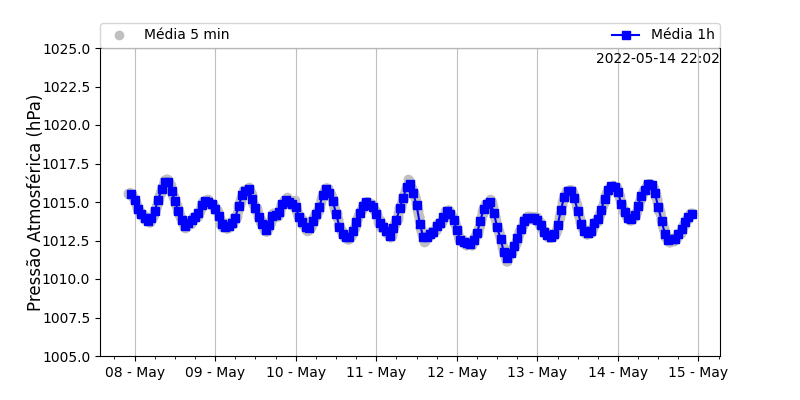 Média 5 min
Média 1h
2022-05-14 22:02
Pressão Atmosférica (hPa)
1025.0
1022.5
1020.0
1017.5
1015.0
1012.5
1010.0
1007.5
1005.0
08 - May 09 - May 10 - May 11 - May 12 - May 13 - May 14 - May 15 - May